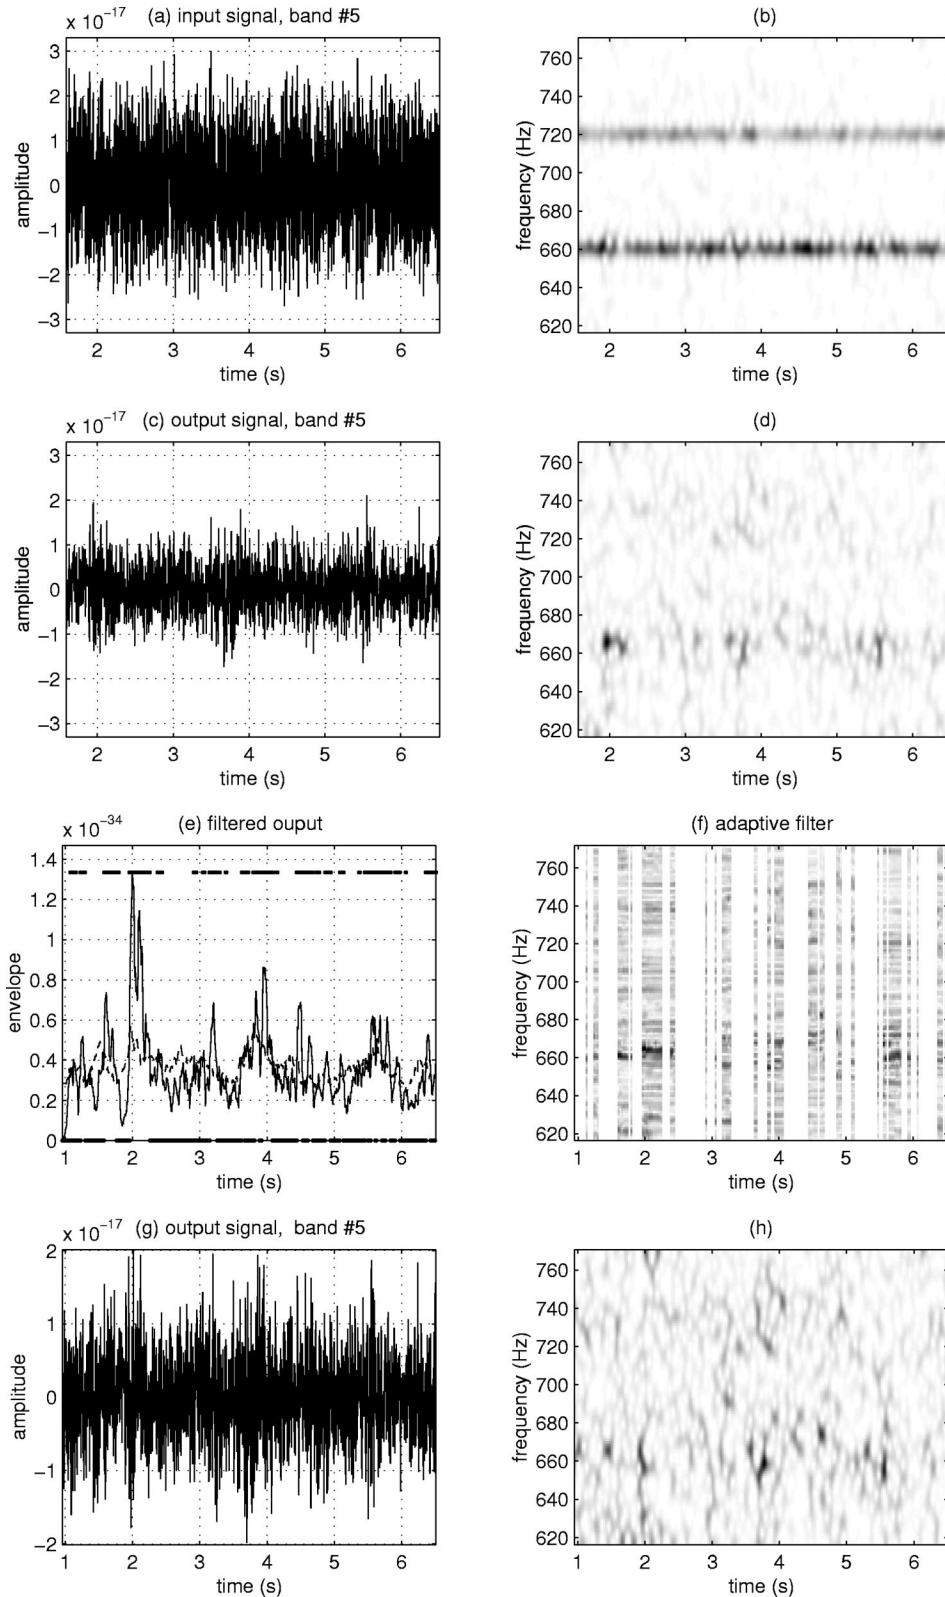 x 10−17 (a) input signal, band #5
(b)
3
2
1
0
−1
−2
−3
amplitude
2 3 4 5 6
time (s)
760
740
720
700
680
660
640
620
frequency (Hz)
2 3 4 5 6
time (s)
x 10−17 (c) output signal, band #5
(d)
3
2
1
0
−1
−2
−3
amplitude
2 3 4 5 6
time (s)
760
740
720
700
680
660
640
620
frequency (Hz)
2 3 4 5 6
time (s)
x 10−34 (e) filtered ouput
(f) adaptive filter
1.4
1.2
1
0.8
0.6
0.4
0.2
0
envelope
1 2 3 4 5 6
time (s)
760
740
720
700
680
660
640
620
frequency (Hz)
1 2 3 4 5 6
time (s)
x 10−17 (g) output signal, band #5
(h)
2
1
0
−1
−2
amplitude
1 2 3 4 5 6
time (s)
760
740
720
700
680
660
640
620
frequency (Hz)
1 2 3 4 5 6
time (s)